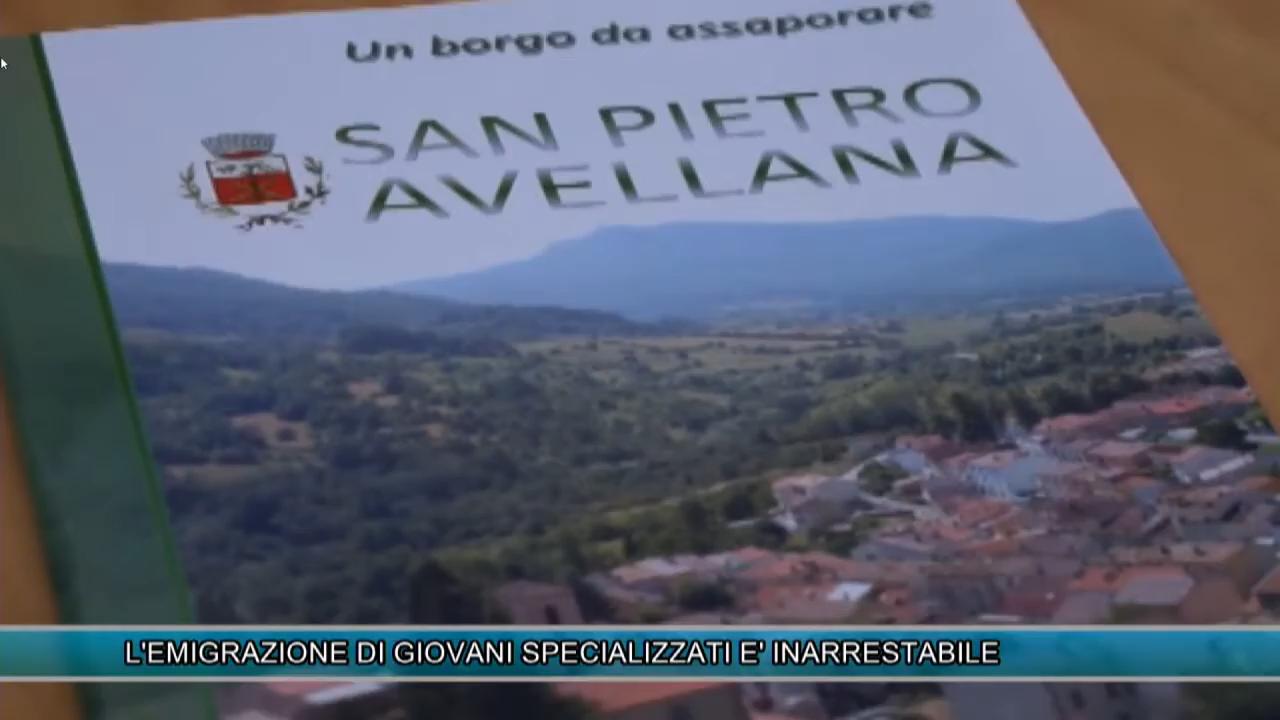 Un borgo da assaporare
SAN PIETRO
AVELLANA
L'EMIGRAZIONE DI GIOVANI SPECIALIZZATI E' INARRESTABILE